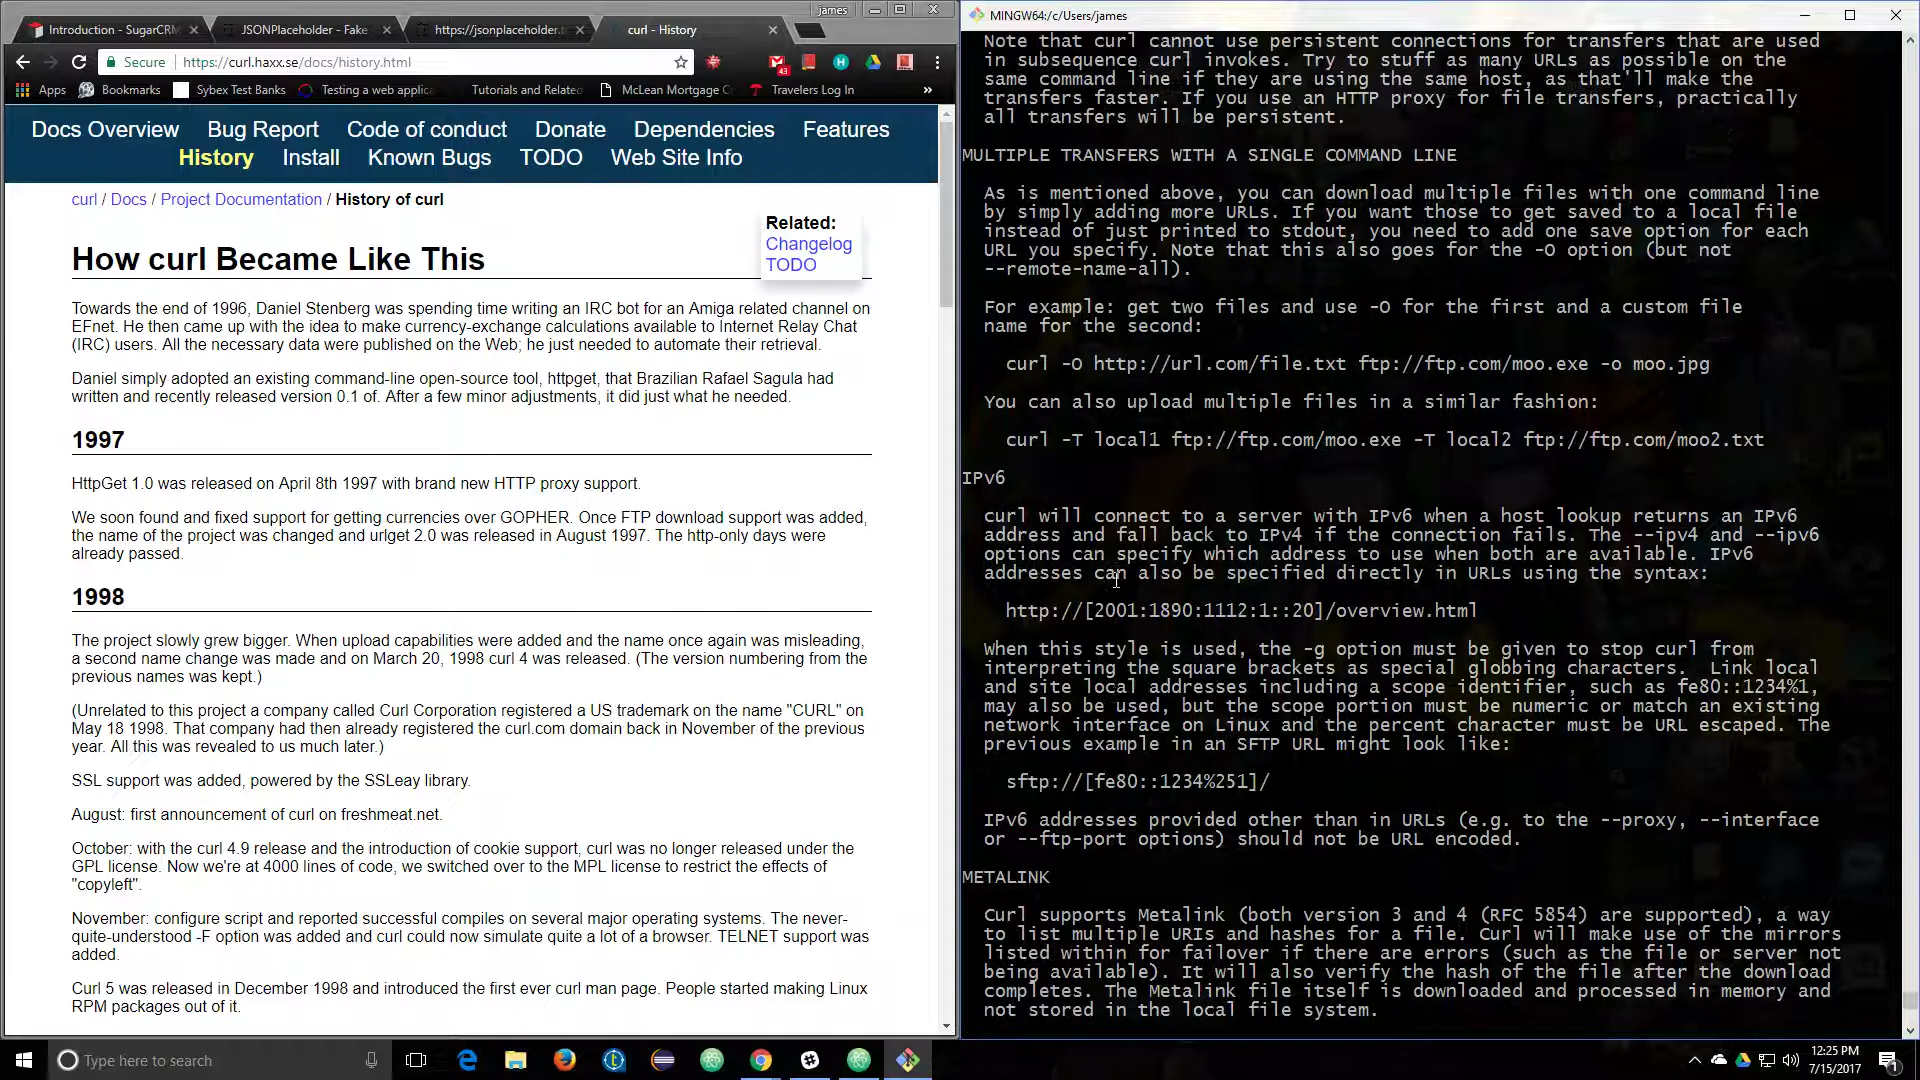 james
Introduction - SugarCRM
JSONPlaceholder - Fake
https://jsonplaceholder.t
curl - History
Secure
https://curl.haxx.se/docs/history.html
43
Apps
Bookmarks
Sybex Test Banks
Testing a web applica
Tutorials and Relate
McLean Mortgage C
Travelers Log In
»
Docs Overview Bug Report Code of conduct Donate Dependencies Features
History Install Known Bugs TODO Web Site Info
curl / Docs / Project Documentation / History of curl
Related:
Changelog
TODO
How curl Became Like This
Towards the end of 1996, Daniel Stenberg was spending time writing an IRC bot for an Amiga related channel on
EFnet. He then came up with the idea to make currency-exchange calculations available to Internet Relay Chat
(IRC) users. All the necessary data were published on the Web; he just needed to automate their retrieval.
Daniel simply adopted an existing command-line open-source tool, httpget, that Brazilian Rafael Sagula had
written and recently released version 0.1 of. After a few minor adjustments, it did just what he needed.
1997
HttpGet 1.0 was released on April 8th 1997 with brand new HTTP proxy support.
We soon found and fixed support for getting currencies over GOPHER. Once FTP download support was added,
the name of the project was changed and urlget 2.0 was released in August 1997. The http-only days were
already passed.
1998
The project slowly grew bigger. When upload capabilities were added and the name once again was misleading,
a second name change was made and on March 20, 1998 curl 4 was released. (The version numbering from the
previous names was kept.)
(Unrelated to this project a company called Curl Corporation registered a US trademark on the name "CURL" on
May 18 1998. That company had then already registered the curl.com domain back in November of the previous
year. All this was revealed to us much later.)
SSL support was added, powered by the SSLeay library.
August: first announcement of curl on freshmeat.net.
October: with the curl 4.9 release and the introduction of cookie support, curl was no longer released under the
GPL license. Now we're at 4000 lines of code, we switched over to the MPL license to restrict the effects of
"copyleft".
November: configure script and reported successful compiles on several major operating systems. The never-
quite-understood -F option was added and curl could now simulate quite a lot of a browser. TELNET support was
added.
Curl 5 was released in December 1998 and introduced the first ever curl man page. People started making Linux
RPM packages out of it.
MINGW64:/c/Users/james
Note that curl cannot use persistent connections for transfers that are used
in subsequence curl invokes. Try to stuff as many URLs as possible on the
same command line if they are using the same host, as that'll make the
transfers faster. If you use an HTTP proxy for file transfers, practically
all transfers will be persistent.
MULTIPLE TRANSFERS WITH A SINGLE COMMAND LINE
As is mentioned above, you can download multiple files with one command line
by simply adding more URLs. If you want those to get saved to a local file
instead of just printed to stdout, you need to add one save option for each
URL you specify. Note that this also goes for the -O option (but not
--remote-name-all).
For example: get two files and use -O for the first and a custom file
name for the second:
curl -O http://url.com/file.txt ftp://ftp.com/moo.exe -o moo.jpg
You can also upload multiple files in a similar fashion:
curl -T local1 ftp://ftp.com/moo.exe -T local2 ftp://ftp.com/moo2.txt
IPv6
curl will connect to a server with IPv6 when a host lookup returns an IPv6
address and fall back to IPv4 if the connection fails. The --ipv4 and --ipv6
options can specify which address to use when both are available. IPv6
addresses can also be specified directly in URLs using the syntax:
http://[2001:1890:1112:1::20]/overview.html
When this style is used, the -g option must be given to stop curl from
interpreting the square brackets as special globbing characters.  Link local
and site local addresses including a scope identifier, such as fe80::1234%1,
may also be used, but the scope portion must be numeric or match an existing
network interface on Linux and the percent character must be URL escaped. The
previous example in an SFTP URL might look like:
sftp://[fe80::1234%251]/
IPv6 addresses provided other than in URLs (e.g. to the --proxy, --interface
or --ftp-port options) should not be URL encoded.
METALINK
Curl supports Metalink (both version 3 and 4 (RFC 5854) are supported), a way
to list multiple URIs and hashes for a file. Curl will make use of the mirrors
listed within for failover if there are errors (such as the file or server not
being available). It will also verify the hash of the file after the download
completes. The Metalink file itself is downloaded and processed in memory and
not stored in the local file system.
Type here to search
12:25 PM
7/15/2017
1